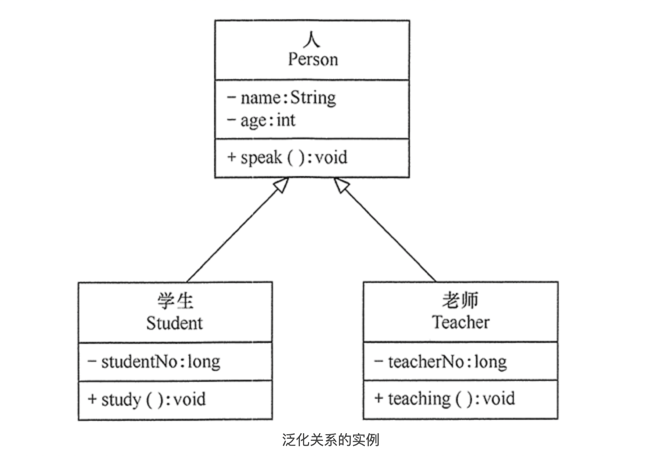 人
Person
- name:String
- age:int
+ speak ( ):void
学生
Student
- studentNo:long
+ study ( ):void
老师
Teacher
- teacherNo:long
+ teaching ( ):void
泛化关系的实例